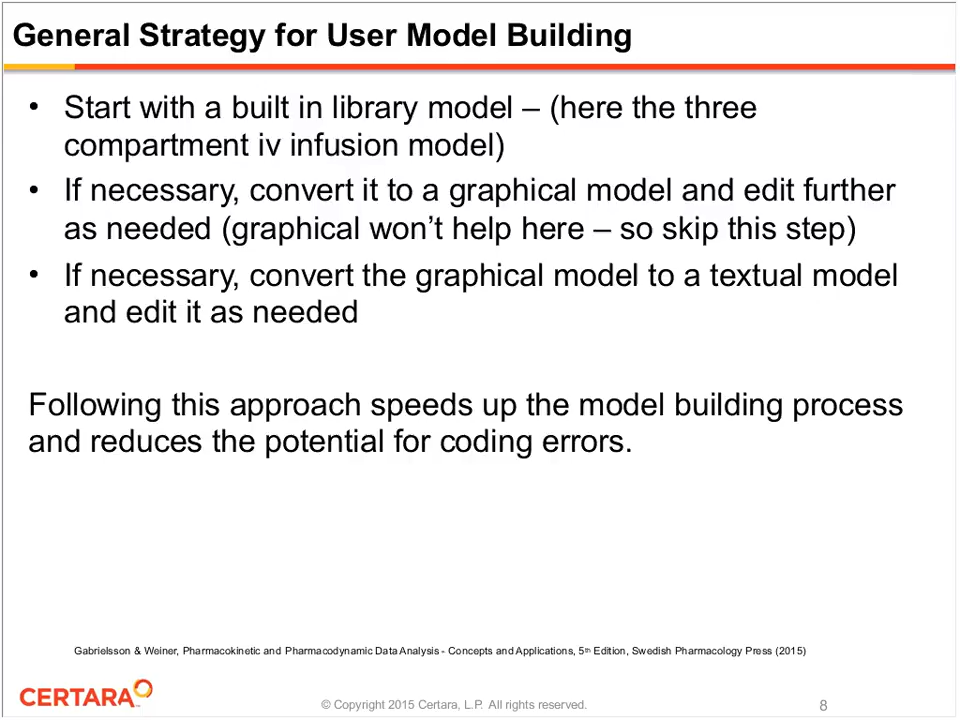 General Strategy for User Model Building
• Start with a built in library model – (here the three
compartment iv infusion model)
• If necessary, convert it to a graphical model and edit further
as needed (graphical won’t help here – so skip this step)
• If necessary, convert the graphical model to a textual model
and edit it as needed
Following this approach speeds up the model building process
and reduces the potential for coding errors.
Gabrielsson & Weiner, Pharmacokinetic and Pharmacodynamic Data Analysis - Concepts and Applications, 5th Edition, Swedish Pharmacology Press (2015)
CERTARA™
© Copyright 2015 Certara, L.P. All rights reserved.
8